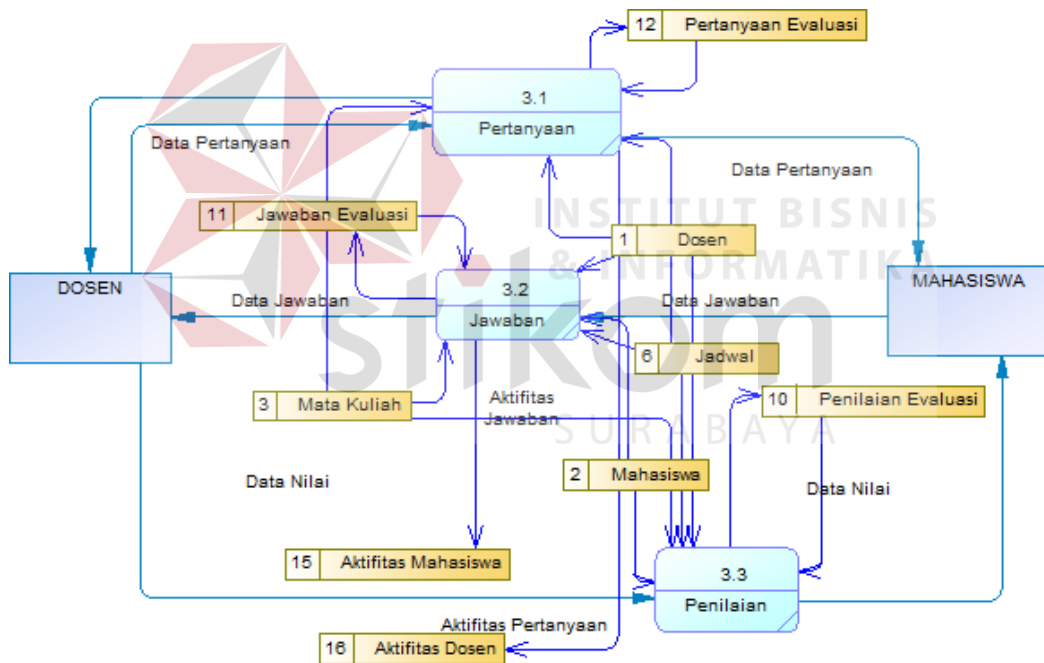 12 Pertanyaan Evaluasi
3.1
Pertanyaan
Data Pertanyaan
Data Pertanyaan
11 Jawaban Evaluasi
INSTITUT BISNIS
1 Dosen
& INFORMATIKA
DOSEN
MAHASISWA
3.2
Data Jawaban
Data Jawaban
Jawaban
stikom
6 Jadwal
3 Mata Kuliah
Aktifitas
Jawaban
10 Penilaian Evaluasi
SURABAYA
2 Mahasiswa
Data Nilai
Data Nilai
15 Aktifitas Mahasiswa
3.3
Penilaian
Aktifitas Pertanyaan
16 Aktifitas Dosen